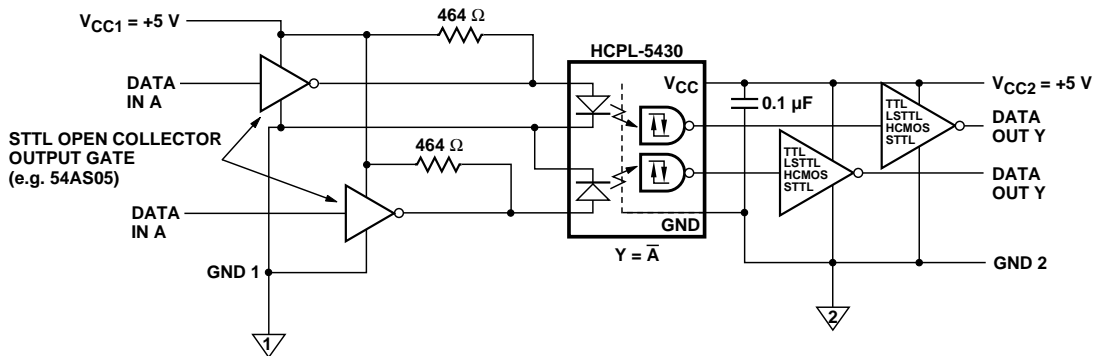 V_CC1 = +5 V
464 Ω
HCPL-5430
DATA
IN A
V_CC
0.1 µF
V_CC2 = +5 V
TTL
LSTTL
HCMOS
STTL
DATA
OUT Y
STTL OPEN COLLECTOR
OUTPUT GATE
(e.g. 54AS05)
464 Ω
TTL
LSTTL
HCMOS
STTL
DATA
OUT Y
DATA
IN A
GND
Y = A̅
GND 1
GND 2
1
2